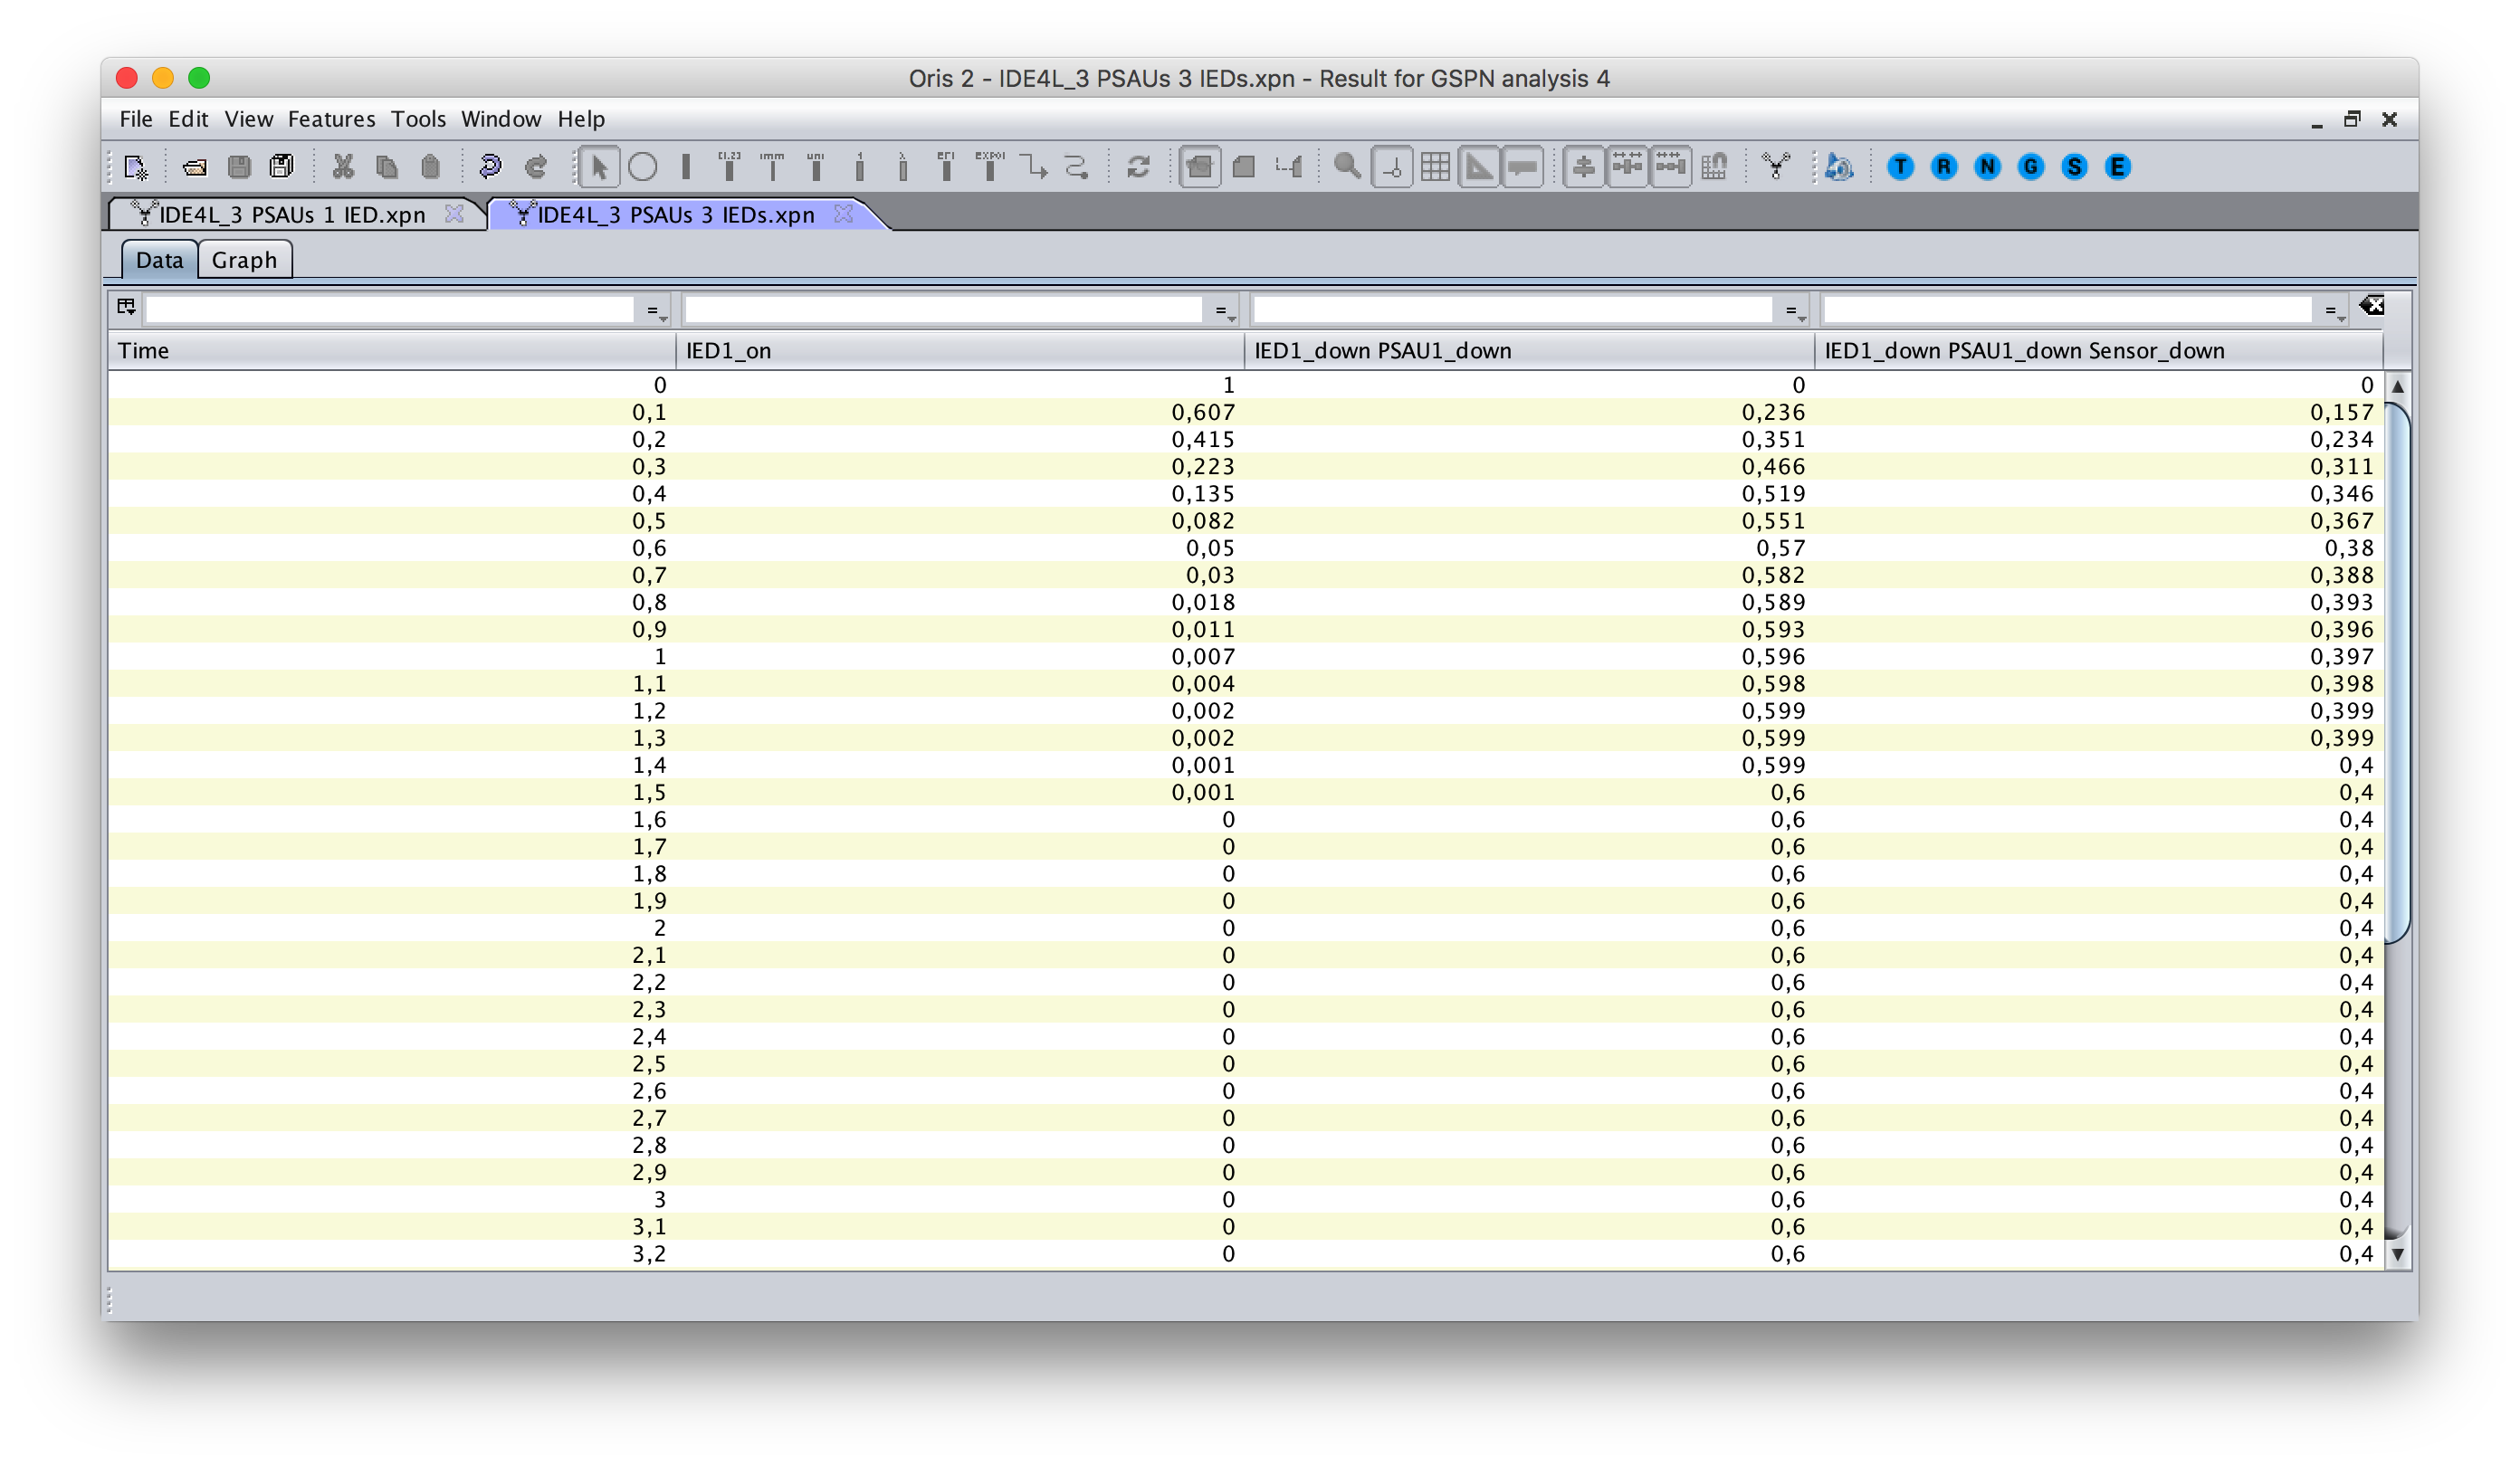 Oris 2 - IDE4L_3 PSAUs 3 IEDs.xpn - Result for GSPN analysis 4
File Edit View Features Tools Window Help
T R N G S E
IDE4L_3 PSAUs 1 IED.xpn IDE4L_3 PSAUs 3 IEDs.xpn
Data Graph
= = = =
Time IED1_on IED1_down PSAU1_down IED1_down PSAU1_down Sensor_down
0 1 0 0
0,1 0,607 0,236 0,157
0,2 0,415 0,351 0,234
0,3 0,223 0,466 0,311
0,4 0,135 0,519 0,346
0,5 0,082 0,551 0,367
0,6 0,05 0,57 0,38
0,7 0,03 0,582 0,388
0,8 0,018 0,589 0,393
0,9 0,011 0,593 0,396
1 0,007 0,596 0,397
1,1 0,004 0,598 0,398
1,2 0,002 0,599 0,399
1,3 0,002 0,599 0,399
1,4 0,001 0,599 0,4
1,5 0,001 0,6 0,4
1,6 0 0,6 0,4
1,7 0 0,6 0,4
1,8 0 0,6 0,4
1,9 0 0,6 0,4
2 0 0,6 0,4
2,1 0 0,6 0,4
2,2 0 0,6 0,4
2,3 0 0,6 0,4
2,4 0 0,6 0,4
2,5 0 0,6 0,4
2,6 0 0,6 0,4
2,7 0 0,6 0,4
2,8 0 0,6 0,4
2,9 0 0,6 0,4
3 0 0,6 0,4
3,1 0 0,6 0,4
3,2 0 0,6 0,4